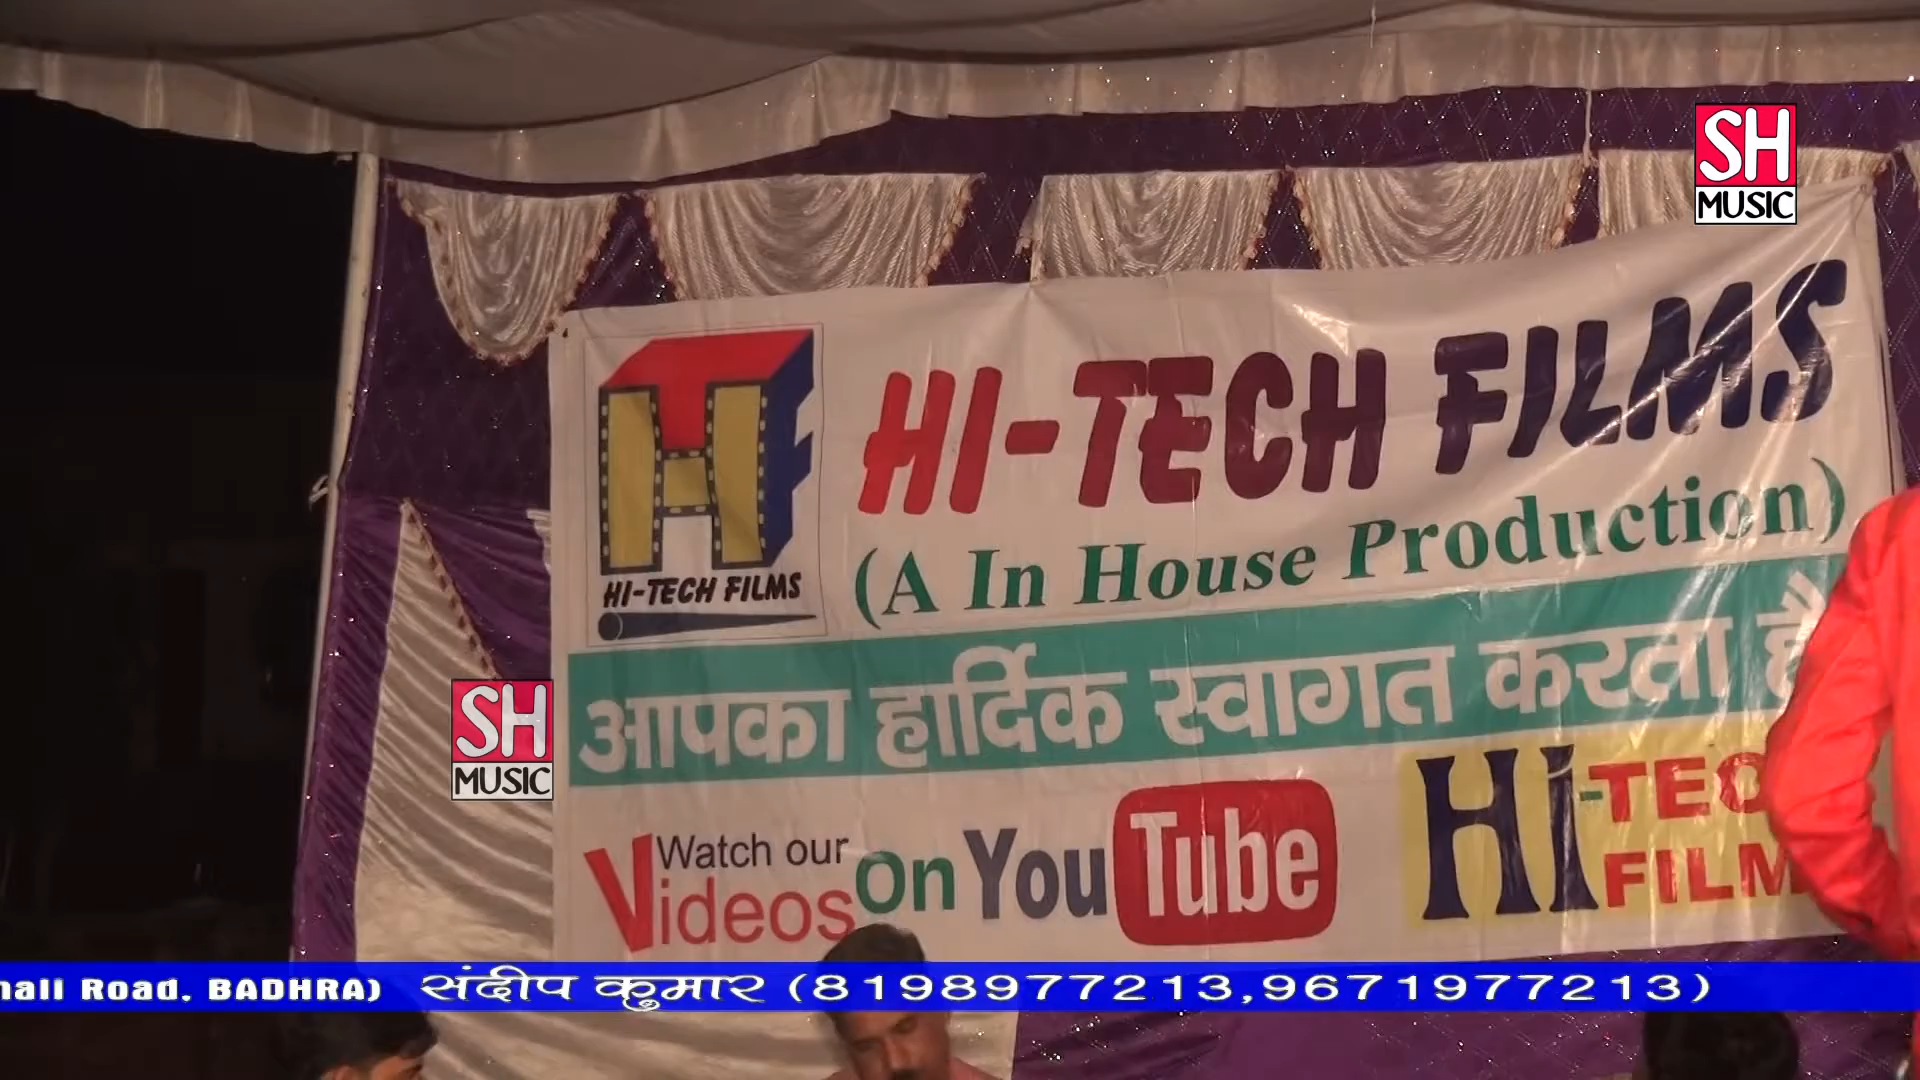 SH
MUSIC
HI-TECH FILMS
HI-TECH FILMS
(A In House Production)
आपका हार्दिक स्वागत करता है
SH
MUSIC
Watch our
Videos on YouTube
Hi-TEC
FILM
Road, BADHRA) संदीप कुमार (8198977213,9671977213)